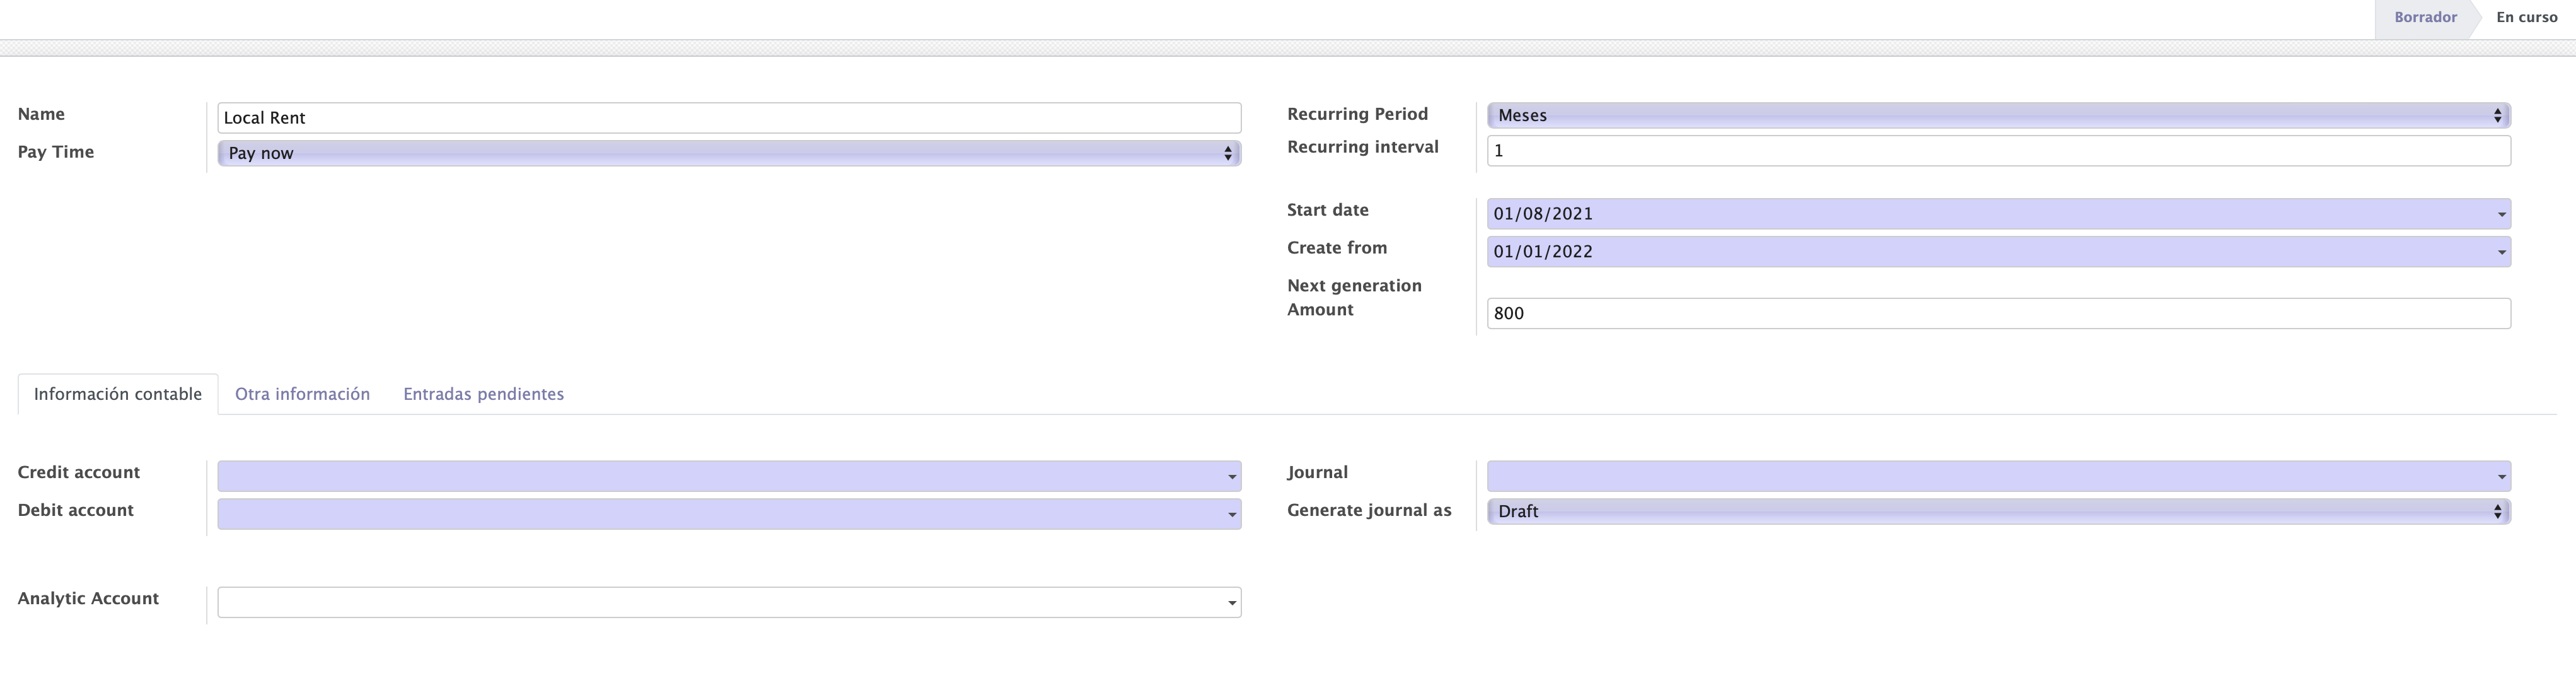 Borrador En curso
Name Local Rent
Pay Time Pay now
Recurring Period Meses
Recurring interval 1
Start date 01/08/2021
Create from 01/01/2022
Next generation
Amount 800
Información contable Otra información Entradas pendientes
Credit account
Debit account
Journal
Generate journal as Draft
Analytic Account